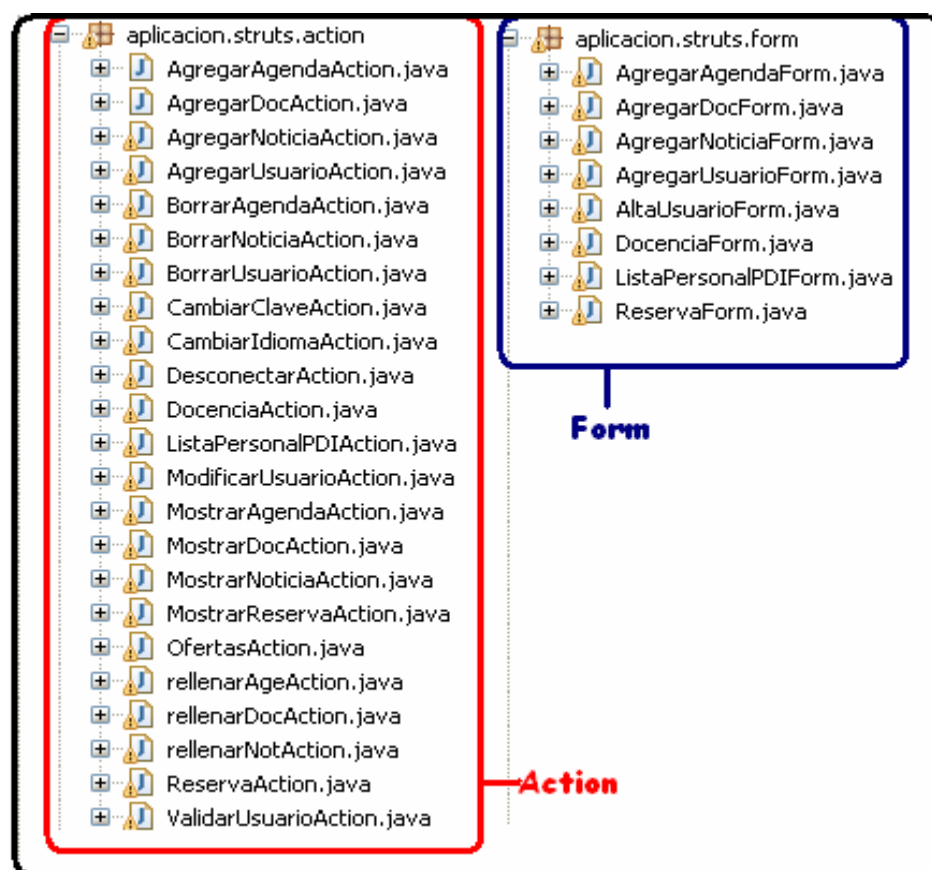 aplicacion.struts.action
AgregarAgendaAction.java
AgregarDocAction.java
AgregarNoticiaAction.java
AgregarUsuarioAction.java
BorrarAgendaAction.java
BorrarNoticiaAction.java
BorrarUsuarioAction.java
CambiarClaveAction.java
CambiarIdiomaAction.java
DesconectarAction.java
DocenciaAction.java
ListaPersonalPDIAction.java
ModificarUsuarioAction.java
MostrarAgendaAction.java
MostrarDocAction.java
MostrarNoticiaAction.java
MostrarReservaAction.java
OfertasAction.java
rellenarAgeAction.java
rellenarDocAction.java
rellenarNotAction.java
ReservaAction.java
ValidarUsuarioAction.java
Action
aplicacion.struts.form
AgregarAgendaForm.java
AgregarDocForm.java
AgregarNoticiaForm.java
AgregarUsuarioForm.java
AltaUsuarioForm.java
DocenciaForm.java
ListaPersonalPDIForm.java
ReservaForm.java
Form